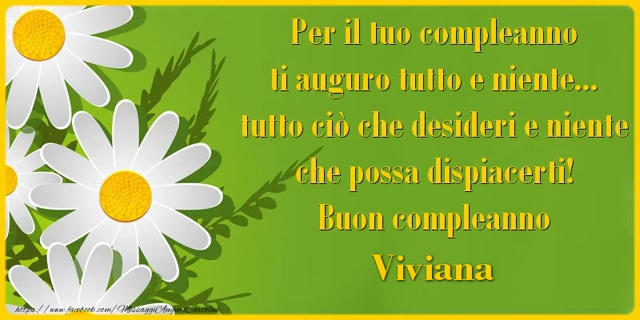 Per il tuo compleanno
ti auguro tutto e niente...
tutto ciò che desideri e niente
che possa dispiacerti!
Buon compleanno
Viviana